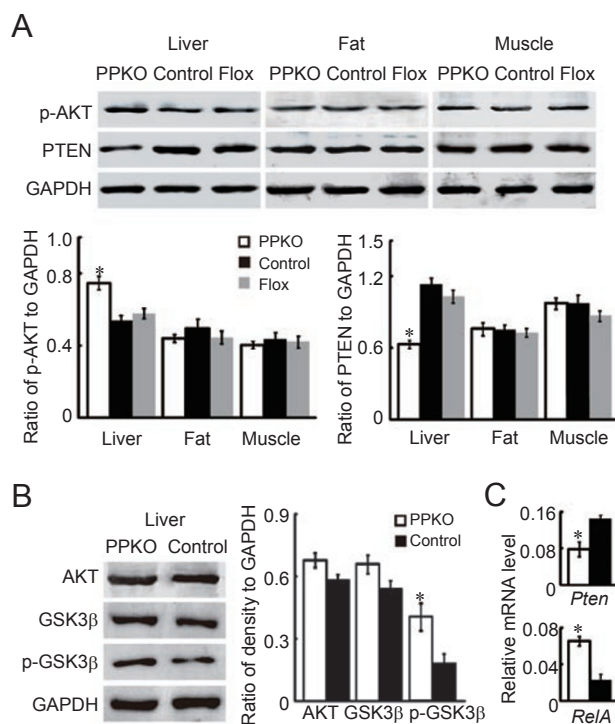 A
Liver Fat Muscle
PPKO Control Flox PPKO Control Flox PPKO Control Flox
p-AKT
PTEN
GAPDH
Ratio of p-AKT to GAPDH
0.8
0.4
0
*
PPKO
Control
Flox
Liver Fat Muscle
Ratio of PTEN to GAPDH
1.5
1.2
0.6
0
*
Liver Fat Muscle
B
Liver
PPKO Control
AKT
GSK3β
p-GSK3β
GAPDH
Ratio of density to GAPDH
0.9
0.6
0.3
0
PPKO
Control
*
AKT GSK3β p-GSK3β
C
Relative mRNA level
0.16
0.08
0
*
Pten
0.08
0.04
0
*
RelA